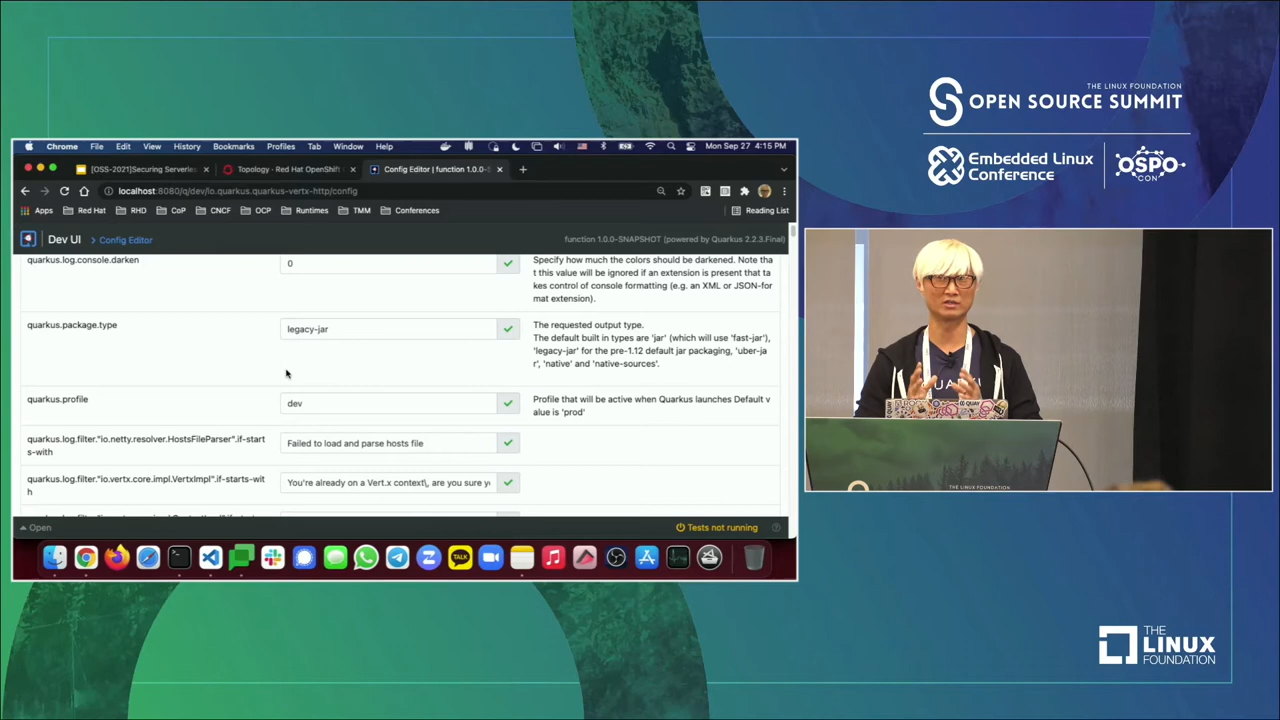 THE LINUX FOUNDATION
OPEN SOURCE SUMMIT
Embedded Linux
Conference
OSPO
CON
Chrome File Edit View History Bookmarks Profiles Tab Window Help
Mon Sep 27 4:15 PM
[OSS-2021]Securing Serverless
Topology - Red Hat OpenShift
Config Editor | function 1.0.0-
localhost:8080/q/dev/io.quarkus.quarkus-vertx-http/config
Apps Red Hat RHD CoP CNCF OCP Runtimes TMM Conferences
Reading List
Dev UI > Config Editor
function 1.0.0-SNAPSHOT (powered by Quarkus 2.2.3.Final)
quarkus.log.console.darken
0
Specify how much the colors should be darkened. Note tha
t this value will be ignored if an extension is present that ta
kes control of console formatting (e.g. an XML or JSON-for
mat extension).
quarkus.package.type
legacy-jar
The requested output type.
The default built in types are 'jar' (which will use 'fast-jar'),
'legacy-jar' for the pre-1.12 default jar packaging, 'uber-ja
r', 'native' and 'native-sources'.
quarkus.profile
dev
Profile that will be active when Quarkus launches Default v
alue is 'prod'
quarkus.log.filter."io.netty.resolver.HostsFileParser".if-start
s-with
Failed to load and parse hosts file
quarkus.log.filter."io.vertx.core.impl.VertxImpl".if-starts-wit
h
You're already on a Vert.x context\, are you sure y
Open
Tests not running
TALK
THE LINUX FOUNDATION
THE
LINUX
FOUNDATION